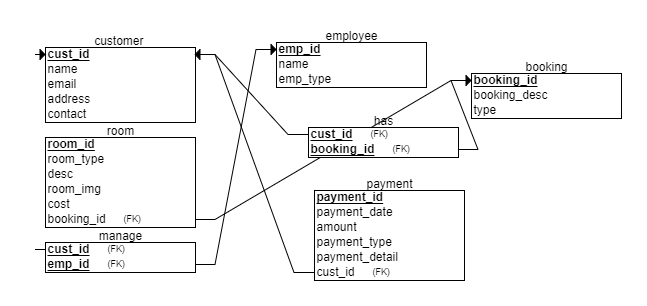 customer
cust_id
name
email
address
contact
employee
emp_id
name
emp_type
booking
booking_id
booking_desc
type
room
room_id
room_type
desc
room_img
cost
booking_id (FK)
has
cust_id (FK)
booking_id (FK)
manage
cust_id (FK)
emp_id (FK)
payment
payment_id
payment_date
amount
payment_type
payment_detail
cust_id (FK)